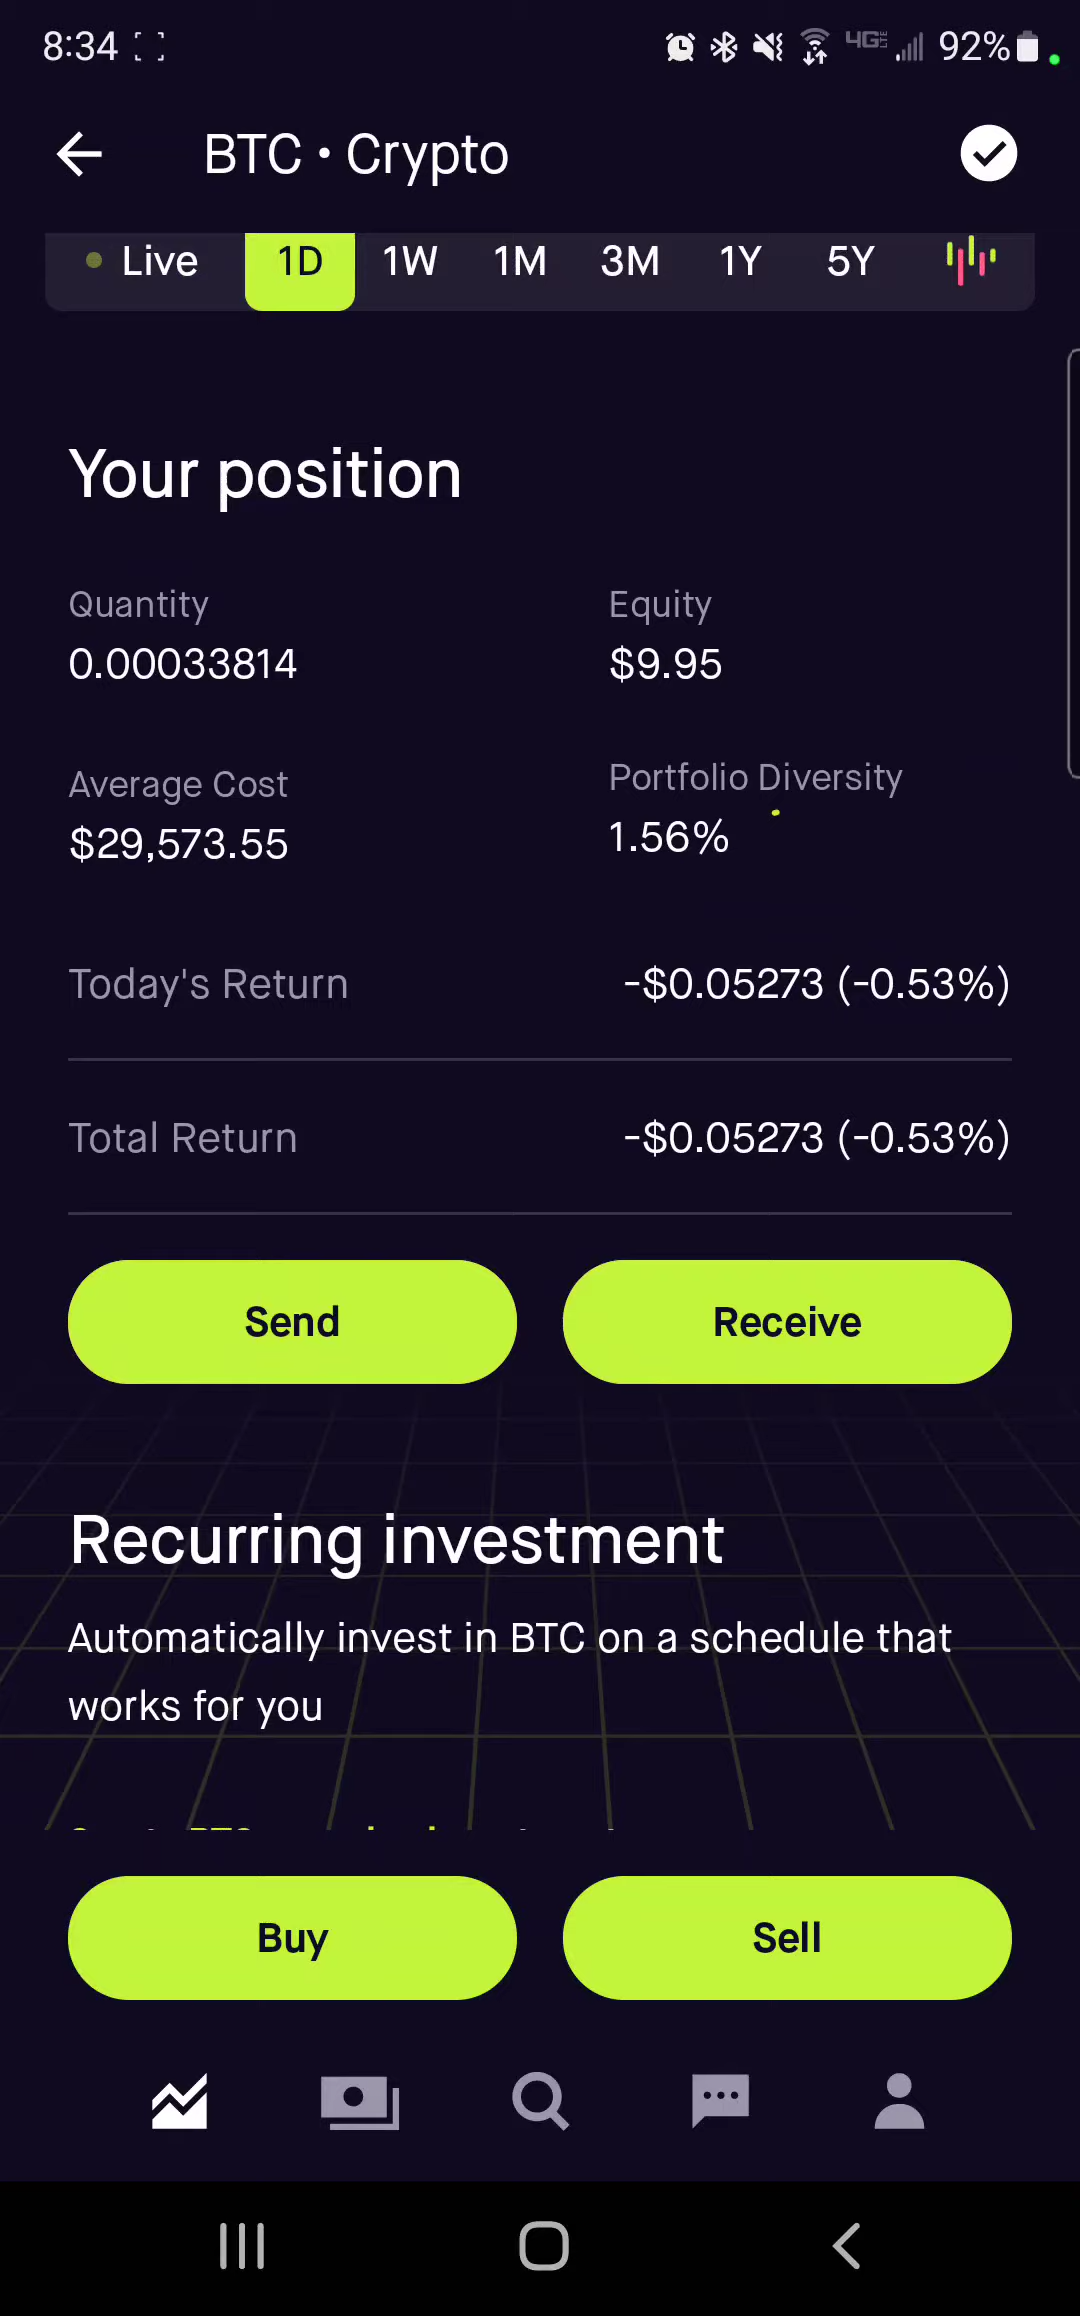 8:34
4G LTE 92%
BTC • Crypto
Live 1D 1W 1M 3M 1Y 5Y
Your position
Quantity
0.00033814
Equity
$9.95
Average Cost
$29,573.55
Portfolio Diversity
1.56%
Today's Return -$0.05273 (-0.53%)
Total Return -$0.05273 (-0.53%)
Send Receive
Recurring investment
Automatically invest in BTC on a schedule that
works for you
Buy Sell